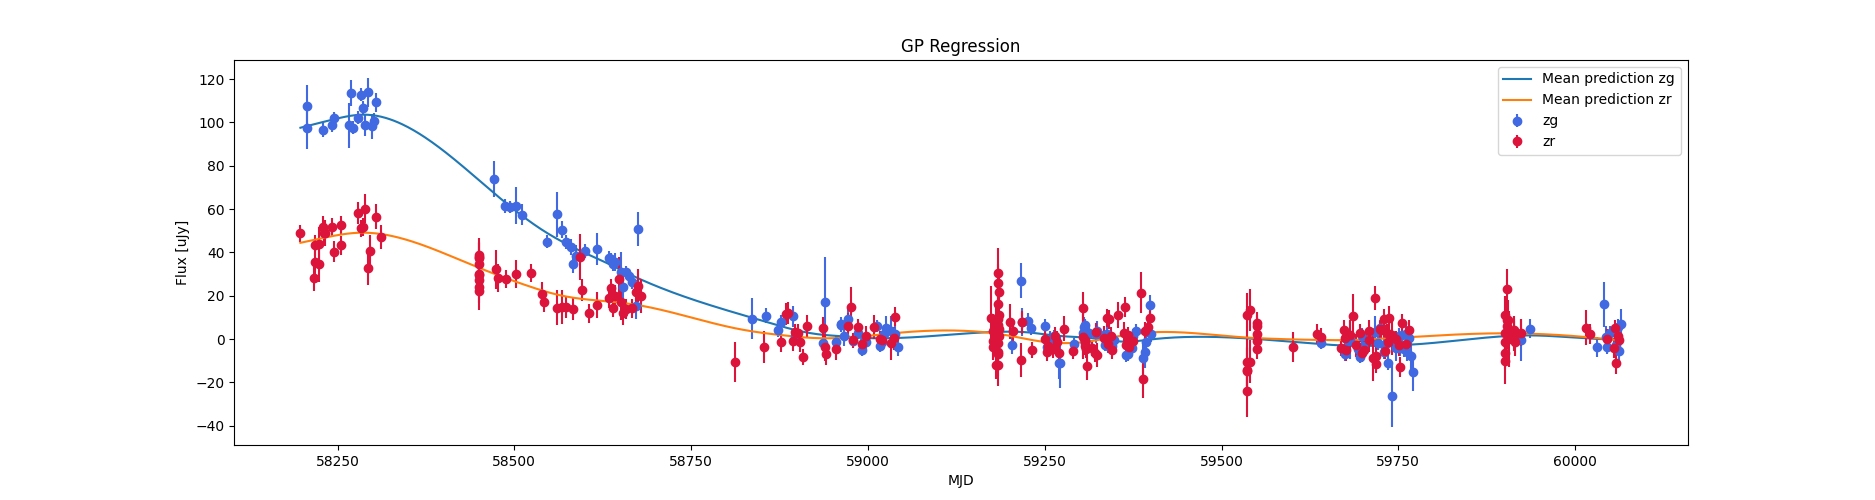 GP Regression
Mean prediction zg
Mean prediction zr
zg
zr
Flux [uJy]
120
100
80
60
40
20
0
−20
−40
58250 58500 58750 59000 59250 59500 59750 60000
MJD